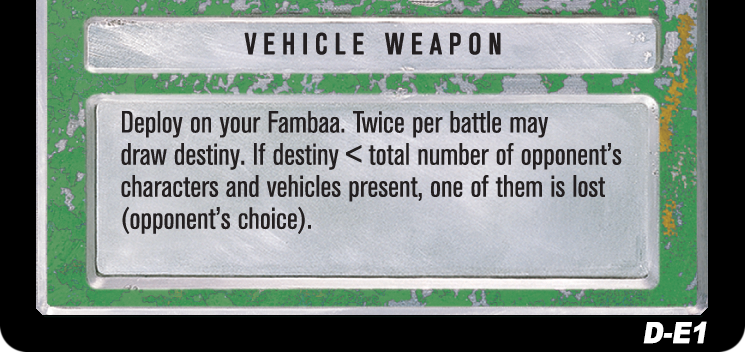 VEHICLE WEAPON
Deploy on your Fambaa. Twice per battle may
draw destiny. If destiny < total number of opponent's
characters and vehicles present, one of them is lost
(opponent's choice).
D-E1